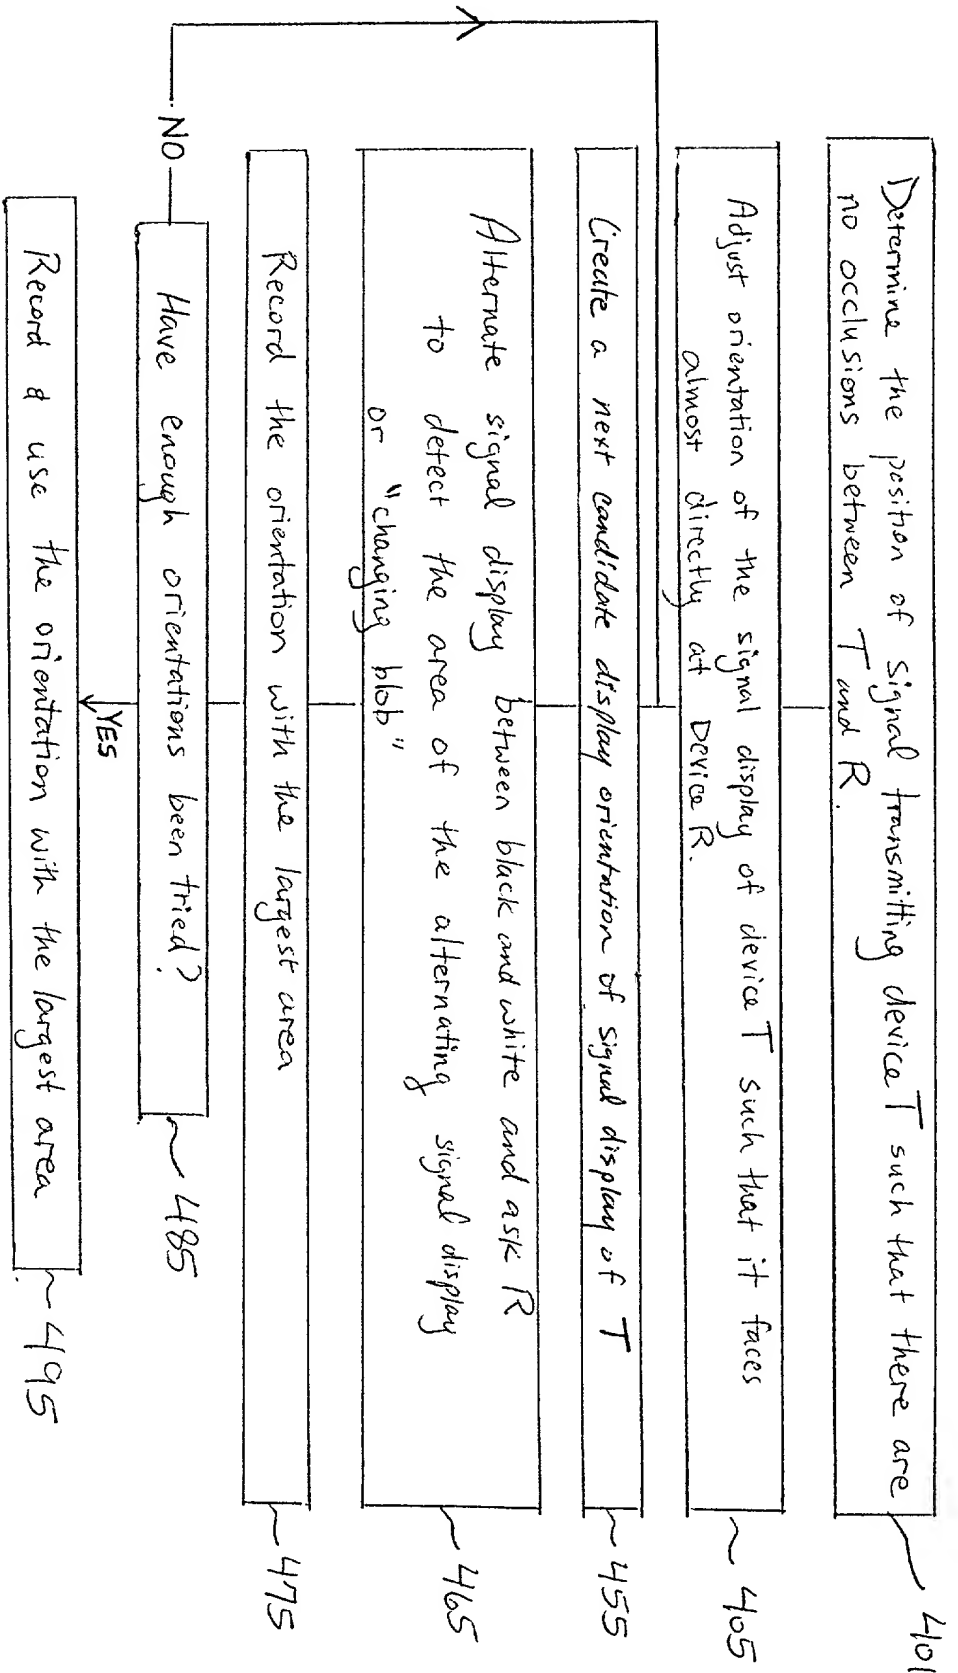 Determine the position of signal transmitting device T such that there are
no occlusions between T and R.
401
Adjust orientation of the signal display of device T such that it faces
almost directly at Device R.
405
Create a next candidate display orientation of signal display of T
455
Alternate signal display between black and white and ask R
to detect the area of the alternating signal display
or "changing blob"
465
Record the orientation with the largest area
475
NO
Have enough orientations been tried?
485
YES
Record & use the orientation with the largest area
495